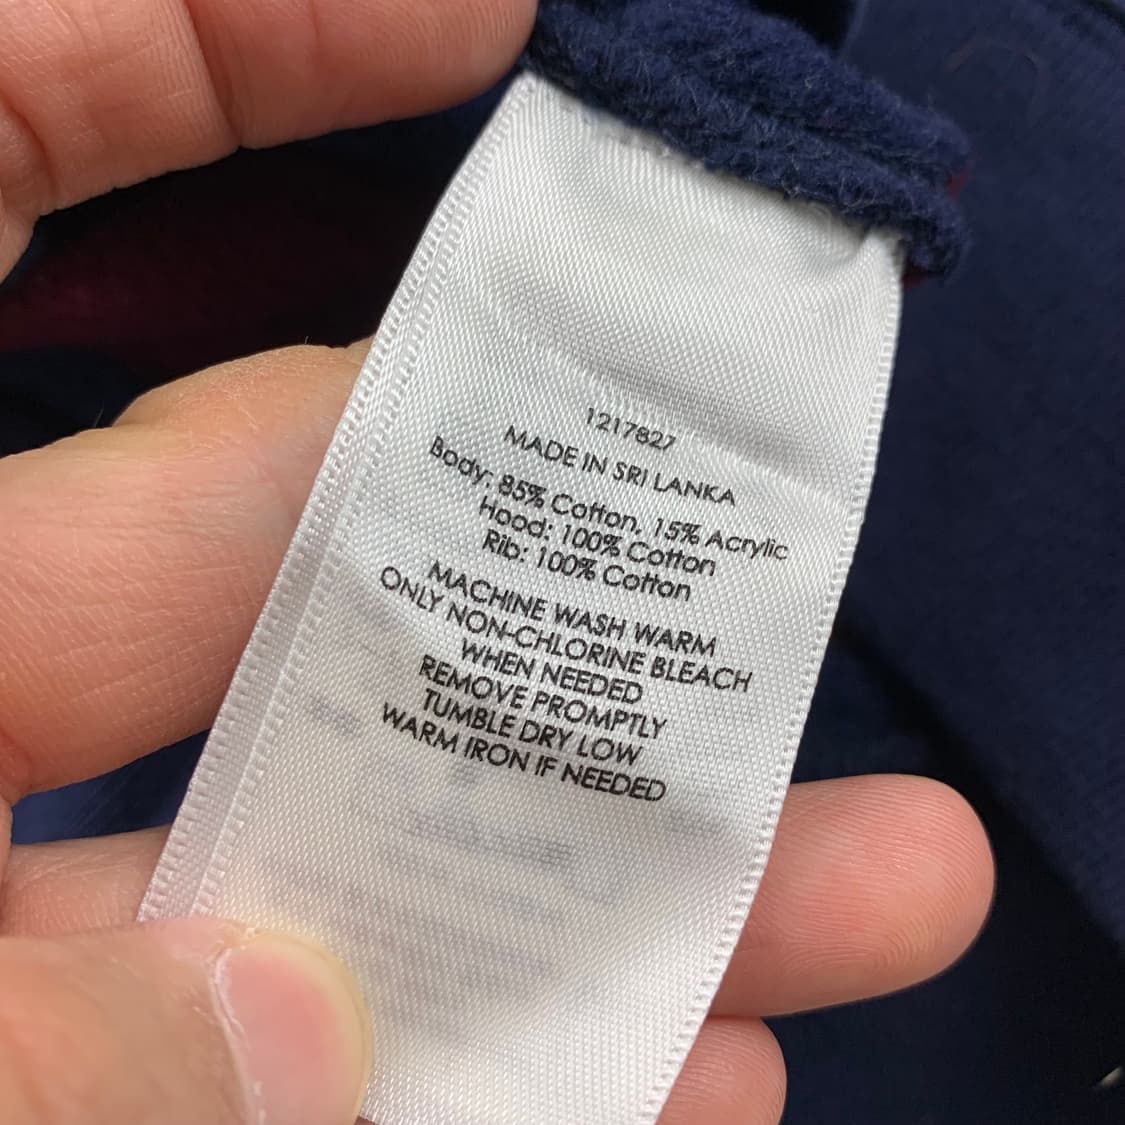 1217827
MADE IN SRI LANKA
Body: 85% Cotton, 15% Acrylic
Hood: 100% Cotton
Rib: 100% Cotton
MACHINE WASH WARM
ONLY NON-CHLORINE BLEACH
WHEN NEEDED
REMOVE PROMPTLY
TUMBLE DRY LOW
WARM IRON IF NEEDED